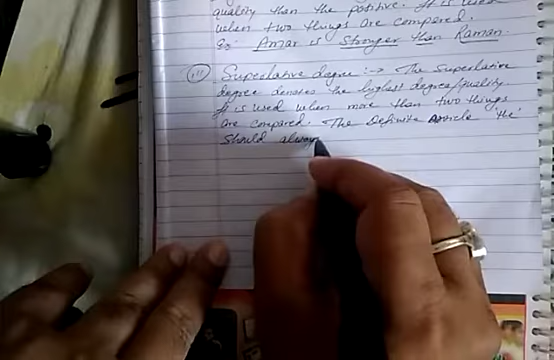 quality than the positive. It is used
when two things are compared.
Ex: Amar is Stronger than Raman.
(iii) Superlative degree :→ The Superlative
degree denotes the highest degree/quality.
It is used when more than two things
are compared. The Definite Article 'the'
Should always